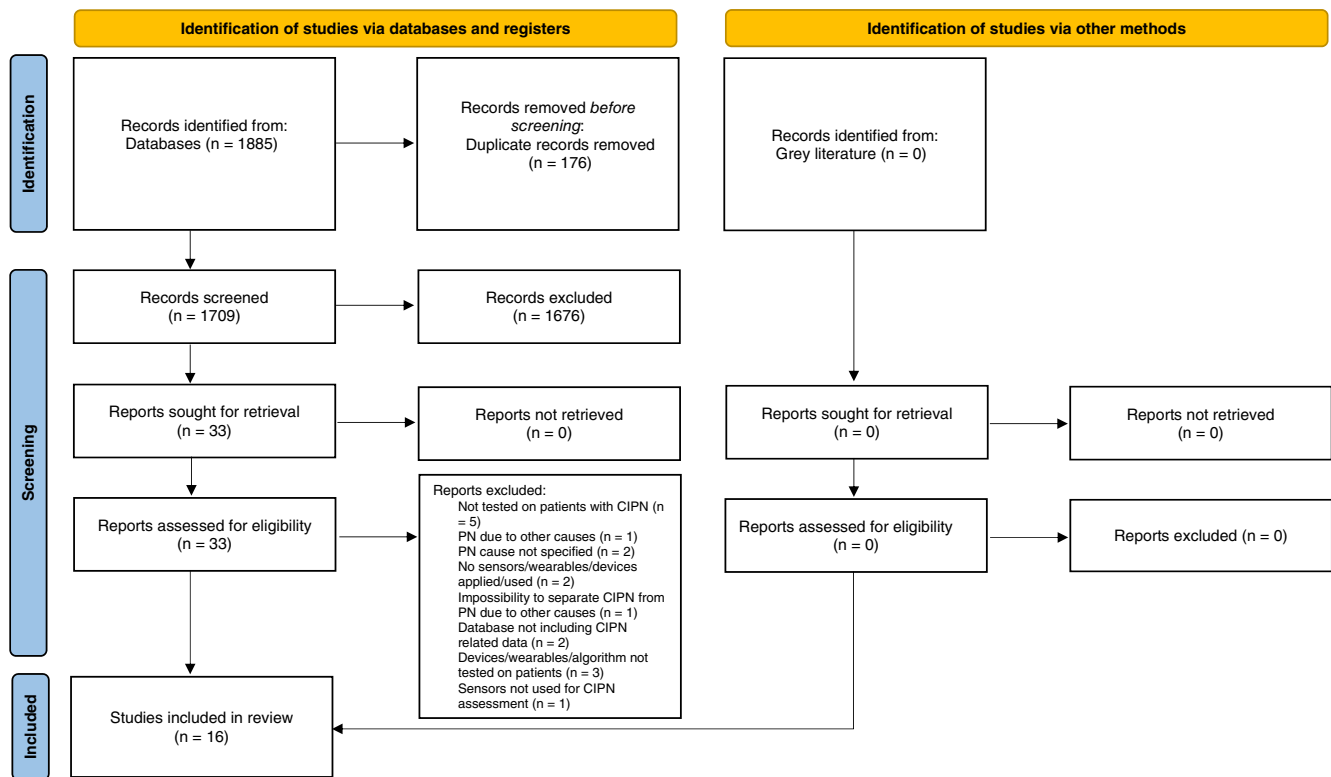 Identification of studies via databases and registers
Identification of studies via other methods
Identification
Records identified from:
Databases (n = 1885)
Records removed before
screening:
Duplicate records removed
(n = 176)
Records identified from:
Grey literature (n = 0)
Screening
Records screened
(n = 1709)
Records excluded
(n = 1676)
Reports sought for retrieval
(n = 33)
Reports not retrieved
(n = 0)
Reports sought for retrieval
(n = 0)
Reports not retrieved
(n = 0)
Reports assessed for eligibility
(n = 33)
Reports excluded:
Not tested on patients with CIPN (n
= 5)
PN due to other causes (n = 1)
PN cause not specified (n = 2)
No sensors/wearables/devices
applied/used (n = 2)
Impossibility to separate CIPN from
PN due to other causes (n = 1)
Database not including CIPN
related data (n = 2)
Devices/wearables/algorithm not
tested on patients (n = 3)
Sensors not used for CIPN
assessment (n = 1)
Reports assessed for eligibility
(n = 0)
Reports excluded (n = 0)
Included
Studies included in review
(n = 16)